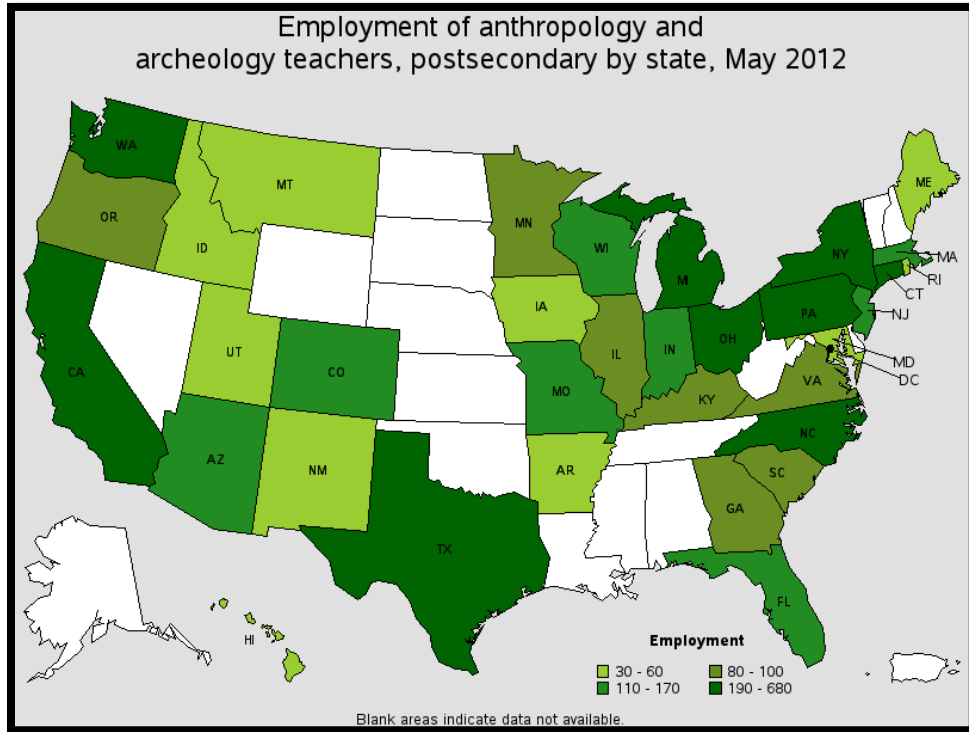 Employment of anthropology and
archeology teachers, postsecondary by state, May 2012
WA
MT
ME
OR
ID
MN
WI
NY
MA
RI
CT
MI
IA
PA
NJ
OH
MD
DC
UT
CO
IL
IN
CA
MO
KY
VA
NC
AZ
NM
AR
SC
GA
TX
FL
HI
Employment
30 - 60 80 - 100
110 - 170 190 - 680
Blank areas indicate data not available.